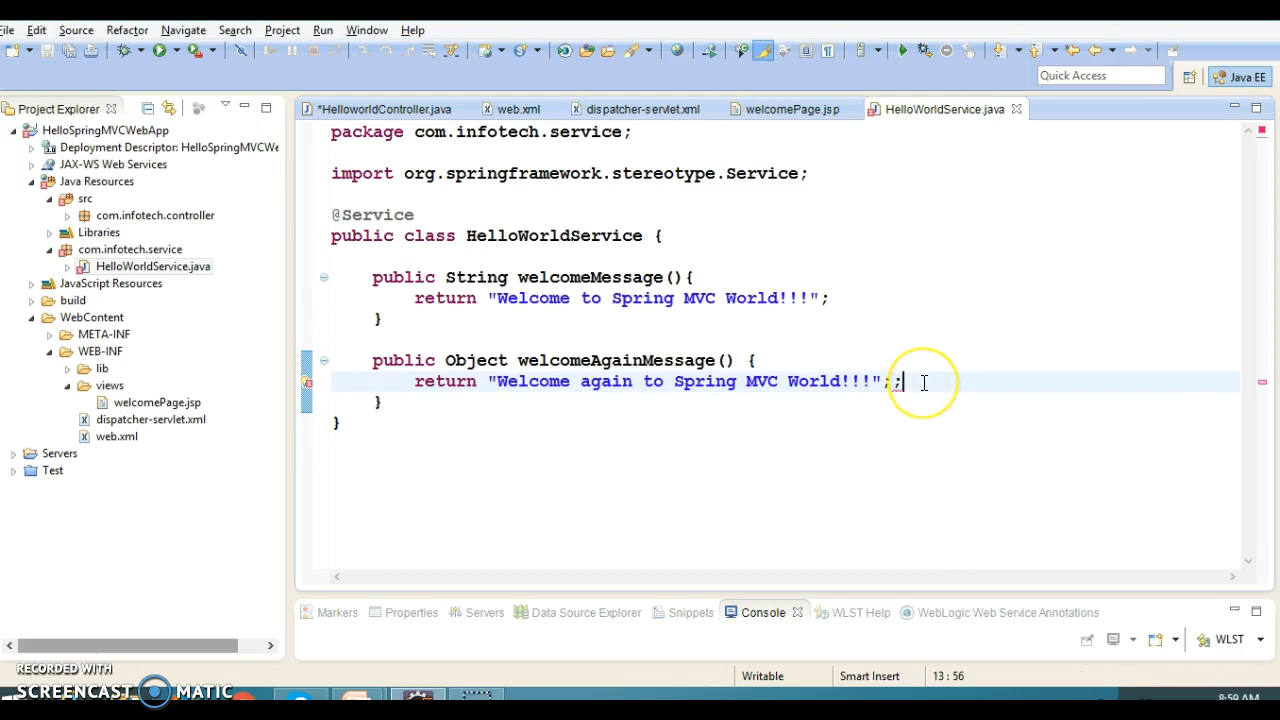 File Edit Source Refactor Navigate Search Project Run Window Help
Quick Access
Java EE
Project Explorer
*HelloworldController.java web.xml dispatcher-servlet.xml welcomePage.jsp HelloWorldService.java
HelloSpringMVCWebApp
Deployment Descriptor: HelloSpringMVCWe
JAX-WS Web Services
Java Resources
src
com.infotech.controller
Libraries
com.infotech.service
HelloWorldService.java
JavaScript Resources
build
WebContent
META-INF
WEB-INF
lib
views
welcomePage.jsp
dispatcher-servlet.xml
web.xml
Servers
Test
package com.infotech.service;
import org.springframework.stereotype.Service;
@Service
public class HelloWorldService {
public String welcomeMessage(){
return "Welcome to Spring MVC World!!!";
}
public Object welcomeAgainMessage() {
return "Welcome again to Spring MVC World!!!";;
}
}
Markers Properties Servers Data Source Explorer Snippets Console WLST Help WebLogic Web Service Annotations
WLST
Writable Smart Insert 13 : 56
RECORDED WITH
SCREENCAST MATIC
8:59 AM